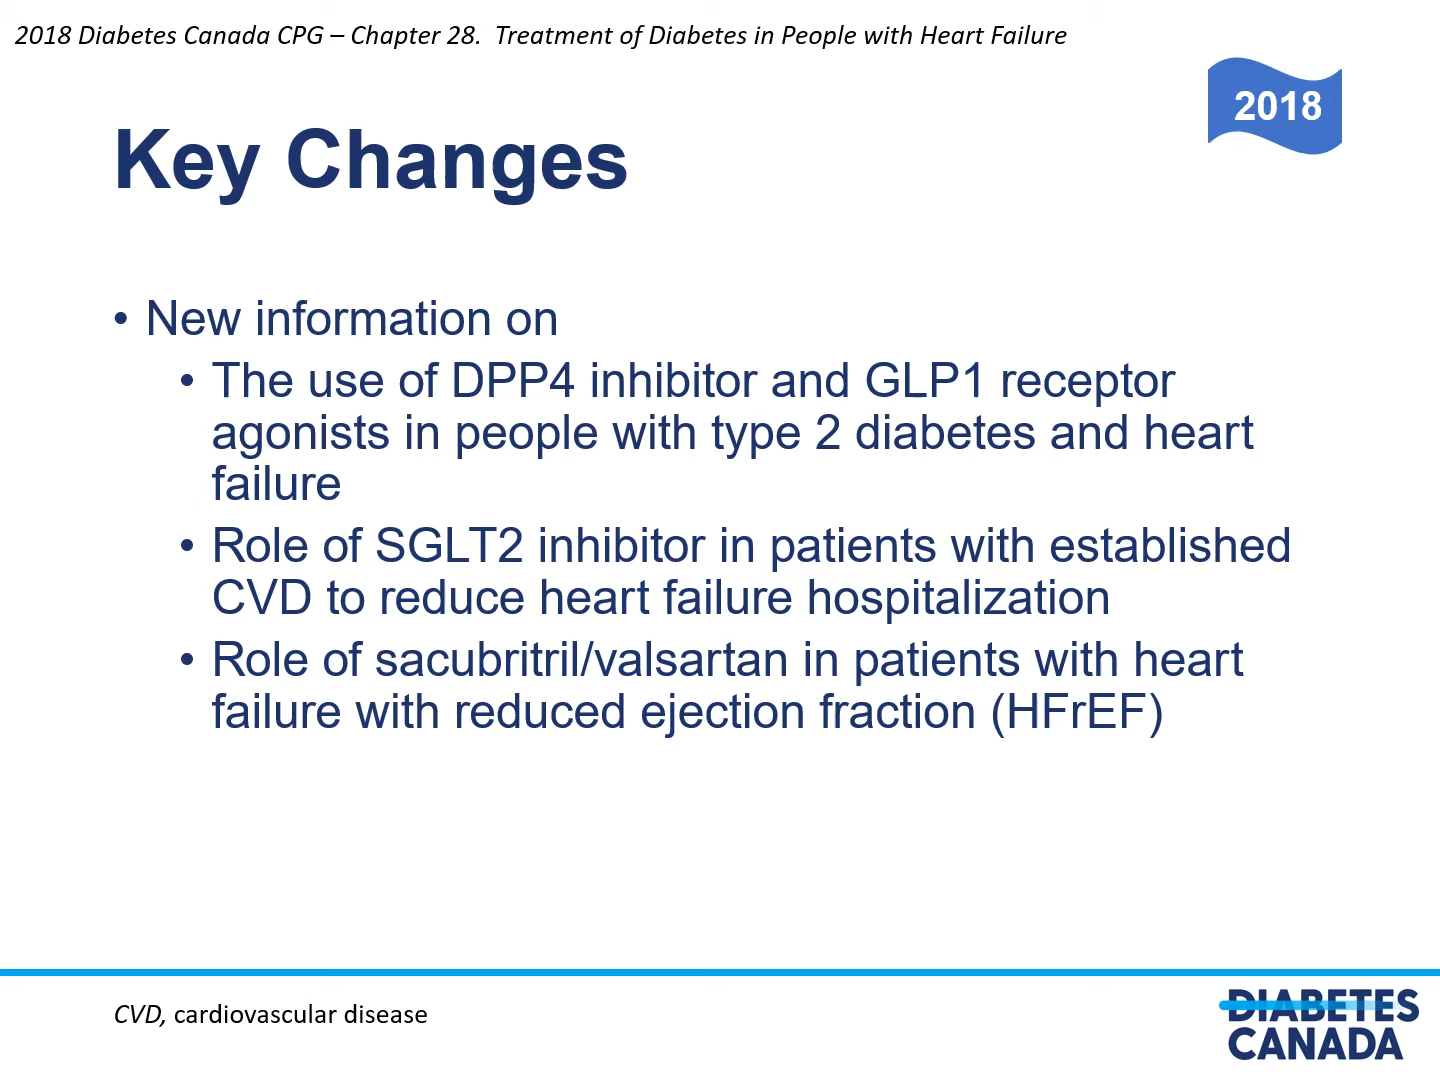 2018 Diabetes Canada CPG – Chapter 28. Treatment of Diabetes in People with Heart Failure
2018
Key Changes
• New information on
• The use of DPP4 inhibitor and GLP1 receptor
agonists in people with type 2 diabetes and heart
failure
• Role of SGLT2 inhibitor in patients with established
CVD to reduce heart failure hospitalization
• Role of sacubritril/valsartan in patients with heart
failure with reduced ejection fraction (HFrEF)
CVD, cardiovascular disease
DIABETES
CANADA